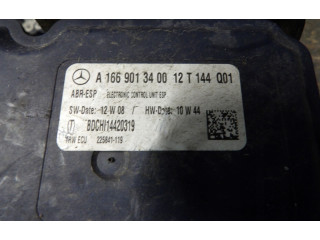 A 166 901 34 00 12 T 144 Q01
ABR-ESP ELECTRONIC CONTROL UNIT ESP
SW-Date: 12 W 08 / HW-Date: 10 W 44
BDCHI14420319
TRW ECU 225841-115